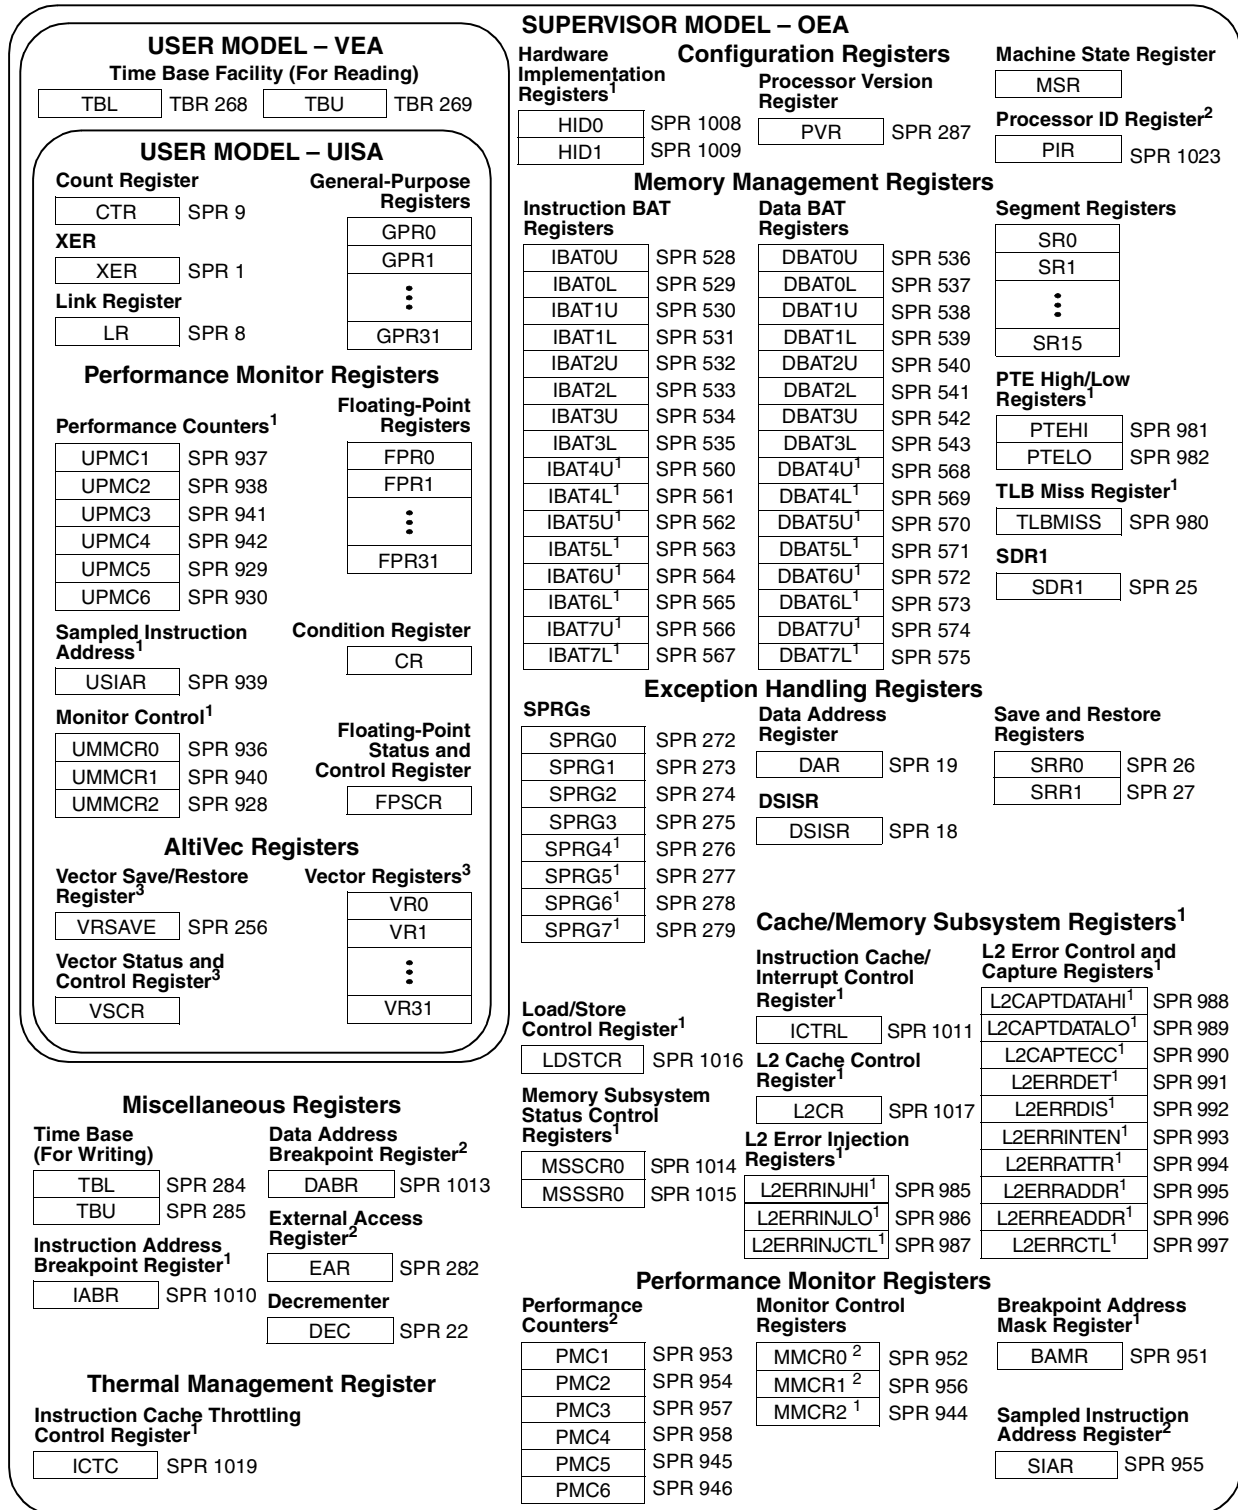 SUPERVISOR MODEL – OEA
USER MODEL – VEA
Time Base Facility (For Reading)
TBL TBR 268 TBU TBR 269
USER MODEL – UISA
Count Register
CTR SPR 9
XER
XER SPR 1
Link Register
LR SPR 8
General-Purpose
Registers
GPR0
GPR1
GPR31
Performance Monitor Registers
Performance Counters1
UPMC1 SPR 937
UPMC2 SPR 938
UPMC3 SPR 941
UPMC4 SPR 942
UPMC5 SPR 929
UPMC6 SPR 930
Floating-Point
Registers
FPR0
FPR1
FPR31
Sampled Instruction
Address1
USIAR SPR 939
Condition Register
CR
Monitor Control1
UMMCR0 SPR 936
UMMCR1 SPR 940
UMMCR2 SPR 928
Floating-Point
Status and
Control Register
FPSCR
AltiVec Registers
Vector Save/Restore
Register3
VRSAVE SPR 256
Vector Status and
Control Register3
VSCR
Vector Registers3
VR0
VR1
VR31
Configuration Registers
Hardware
Implementation
Registers1
HID0 SPR 1008
HID1 SPR 1009
Processor Version
Register
PVR SPR 287
Machine State Register
MSR
Processor ID Register2
PIR SPR 1023
Memory Management Registers
Instruction BAT
Registers
IBAT0U SPR 528
IBAT0L SPR 529
IBAT1U SPR 530
IBAT1L SPR 531
IBAT2U SPR 532
IBAT2L SPR 533
IBAT3U SPR 534
IBAT3L SPR 535
IBAT4U1 SPR 560
IBAT4L1 SPR 561
IBAT5U1 SPR 562
IBAT5L1 SPR 563
IBAT6U1 SPR 564
IBAT6L1 SPR 565
IBAT7U1 SPR 566
IBAT7L1 SPR 567
Data BAT
Registers
DBAT0U SPR 536
DBAT0L SPR 537
DBAT1U SPR 538
DBAT1L SPR 539
DBAT2U SPR 540
DBAT2L SPR 541
DBAT3U SPR 542
DBAT3L SPR 543
DBAT4U1 SPR 568
DBAT4L1 SPR 569
DBAT5U1 SPR 570
DBAT5L1 SPR 571
DBAT6U1 SPR 572
DBAT6L1 SPR 573
DBAT7U1 SPR 574
DBAT7L1 SPR 575
Segment Registers
SR0
SR1
SR15
PTE High/Low
Registers1
PTEHI SPR 981
PTELO SPR 982
TLB Miss Register1
TLBMISS SPR 980
SDR1
SDR1 SPR 25
Exception Handling Registers
SPRGs
SPRG0 SPR 272
SPRG1 SPR 273
SPRG2 SPR 274
SPRG3 SPR 275
SPRG41 SPR 276
SPRG51 SPR 277
SPRG61 SPR 278
SPRG71 SPR 279
Data Address
Register
DAR SPR 19
DSISR
DSISR SPR 18
Save and Restore
Registers
SRR0 SPR 26
SRR1 SPR 27
Cache/Memory Subsystem Registers1
Load/Store
Control Register1
LDSTCR SPR 1016
Memory Subsystem
Status Control
Registers1
MSSCR0 SPR 1014
MSSSR0 SPR 1015
Instruction Cache/
Interrupt Control
Register1
ICTRL SPR 1011
L2 Cache Control
Register1
L2CR SPR 1017
L2 Error Injection
Registers1
L2ERRINJHI1 SPR 985
L2ERRINJLO1 SPR 986
L2ERRINJCTL1 SPR 987
L2 Error Control and
Capture Registers1
L2CAPTDATAHI1 SPR 988
L2CAPTDATALO1 SPR 989
L2CAPTECC1 SPR 990
L2ERRDET1 SPR 991
L2ERRDIS1 SPR 992
L2ERRINTEN1 SPR 993
L2ERRATTR1 SPR 994
L2ERRADDR1 SPR 995
L2ERREADDR1 SPR 996
L2ERRCTL1 SPR 997
Miscellaneous Registers
Time Base
(For Writing)
TBL SPR 284
TBU SPR 285
Instruction Address
Breakpoint Register1
IABR SPR 1010
Data Address
Breakpoint Register2
DABR SPR 1013
External Access
Register2
EAR SPR 282
Decrementer
DEC SPR 22
Thermal Management Register
Instruction Cache Throttling
Control Register1
ICTC SPR 1019
Performance Monitor Registers
Performance
Counters2
PMC1 SPR 953
PMC2 SPR 954
PMC3 SPR 957
PMC4 SPR 958
PMC5 SPR 945
PMC6 SPR 946
Monitor Control
Registers
MMCR0 2 SPR 952
MMCR1 2 SPR 956
MMCR2 1 SPR 944
Breakpoint Address
Mask Register1
BAMR SPR 951
Sampled Instruction
Address Register2
SIAR SPR 955